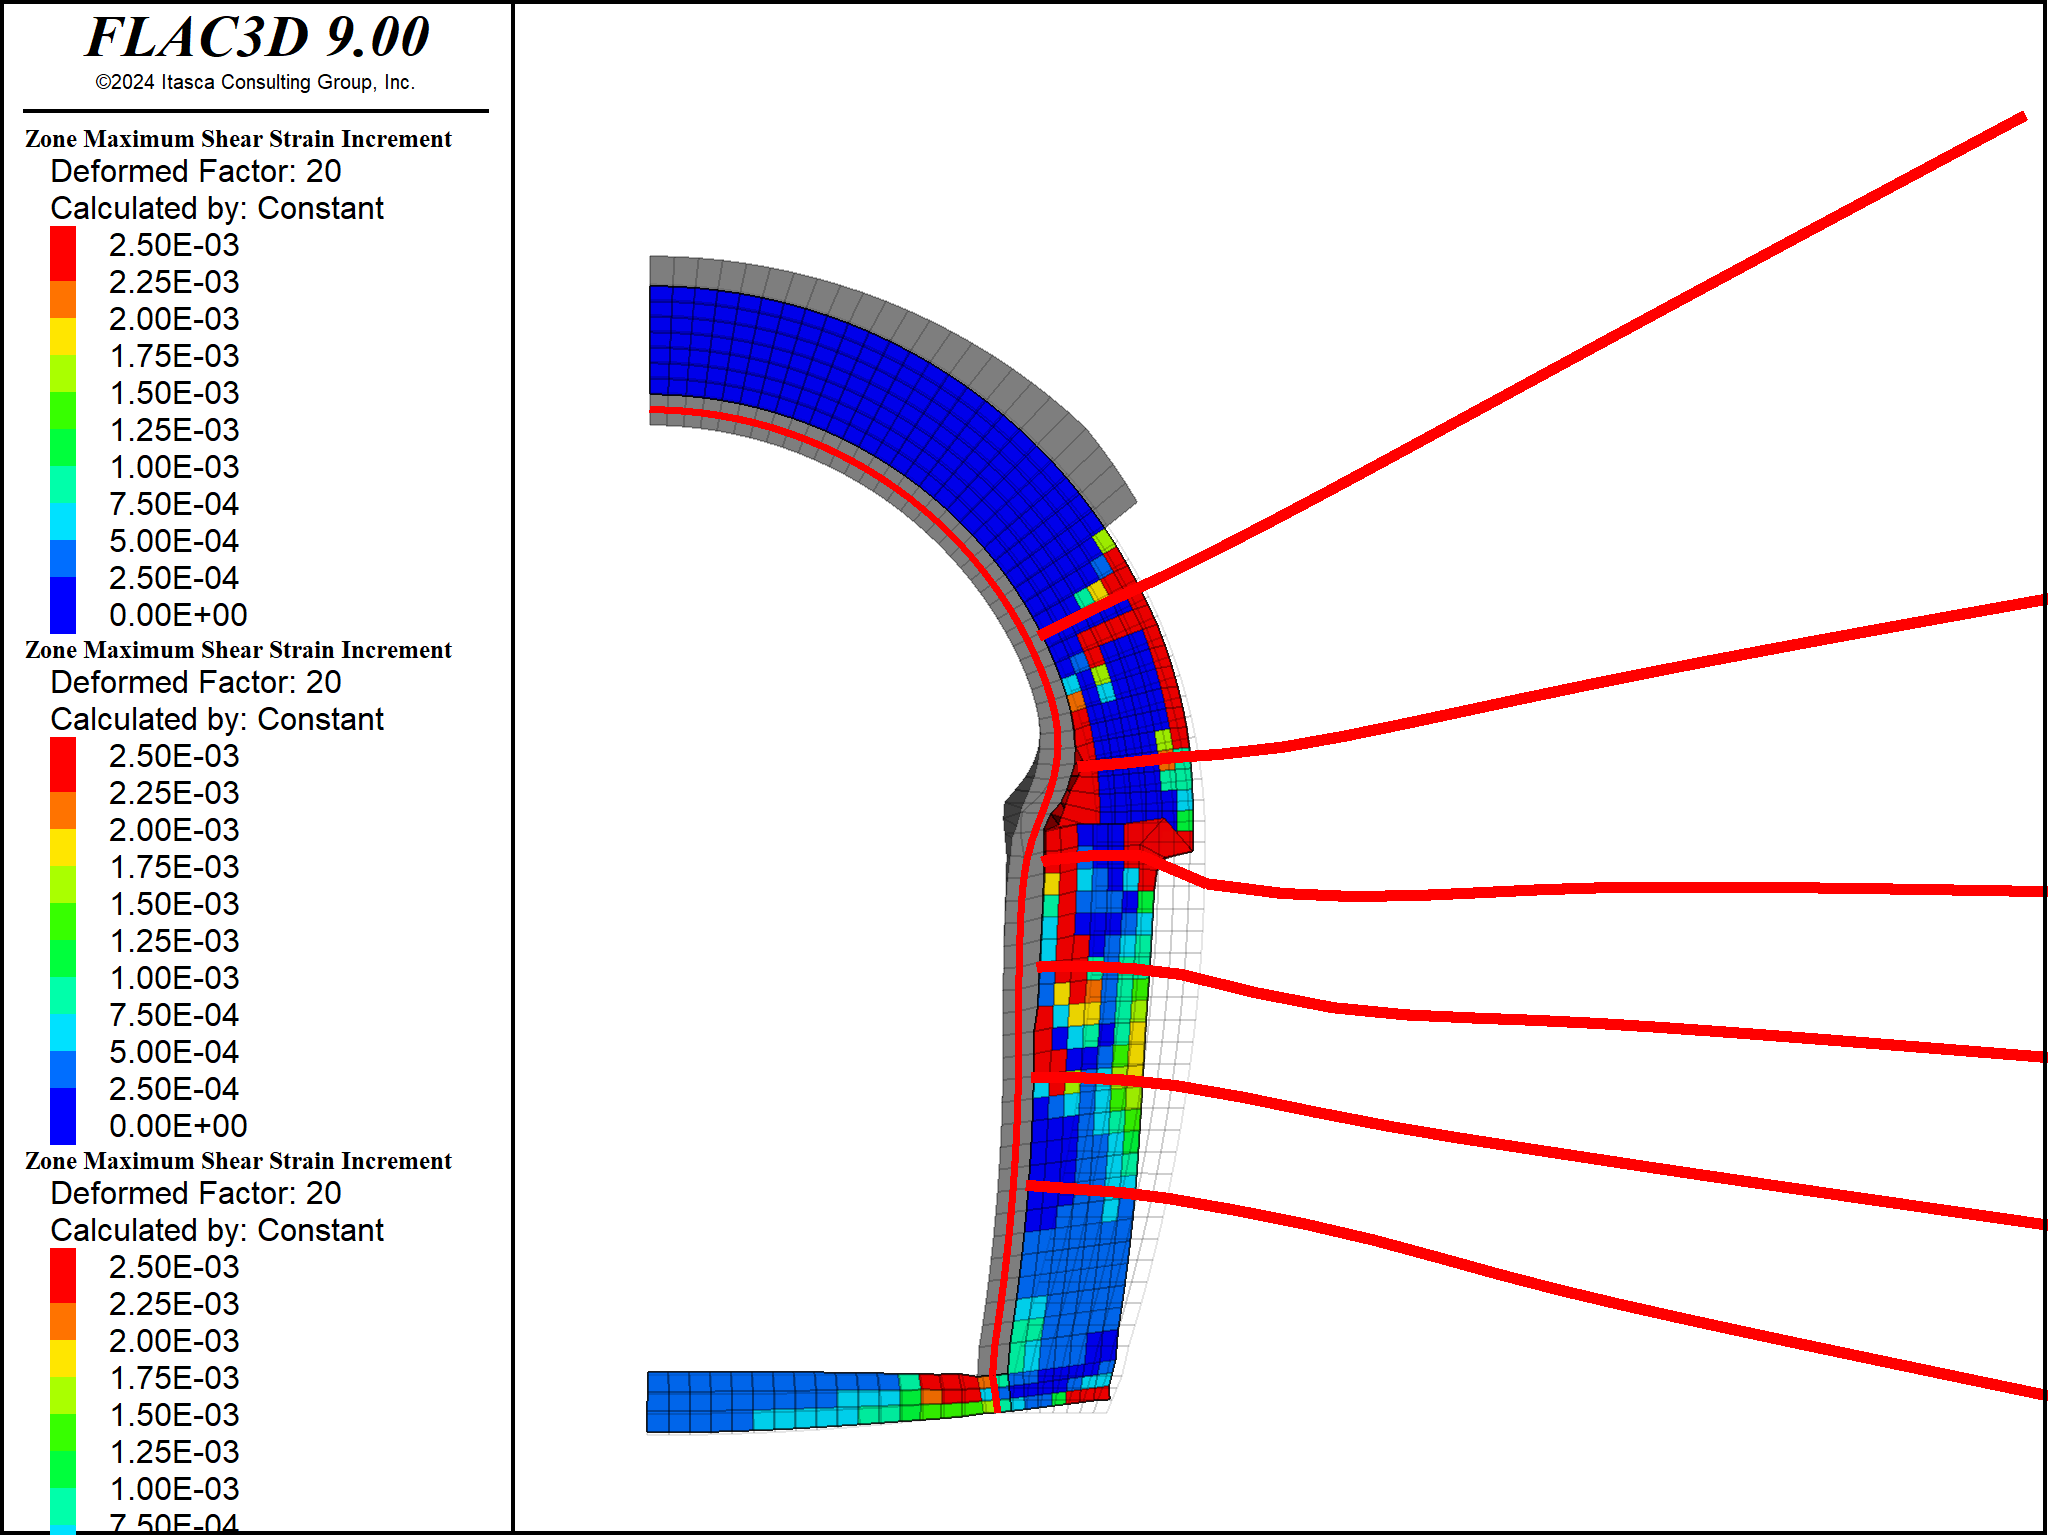 FLAC3D 9.00
©2024 Itasca Consulting Group, Inc.
Zone Maximum Shear Strain Increment
Deformed Factor: 20
Calculated by: Constant
2.50E-03
2.25E-03
2.00E-03
1.75E-03
1.50E-03
1.25E-03
1.00E-03
7.50E-04
5.00E-04
2.50E-04
0.00E+00
Zone Maximum Shear Strain Increment
Deformed Factor: 20
Calculated by: Constant
2.50E-03
2.25E-03
2.00E-03
1.75E-03
1.50E-03
1.25E-03
1.00E-03
7.50E-04
5.00E-04
2.50E-04
0.00E+00
Zone Maximum Shear Strain Increment
Deformed Factor: 20
Calculated by: Constant
2.50E-03
2.25E-03
2.00E-03
1.75E-03
1.50E-03
1.25E-03
1.00E-03
7.50E-04